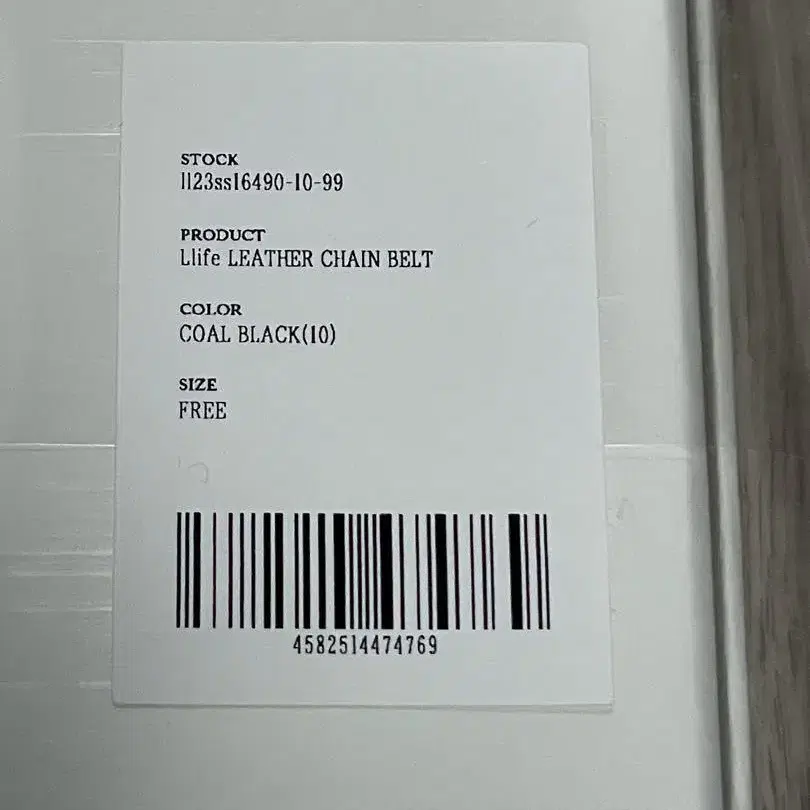 STOCK
ll23ss16490-10-99
PRODUCT
Llife LEATHER CHAIN BELT
COLOR
COAL BLACK(10)
SIZE
FREE
4582514474769